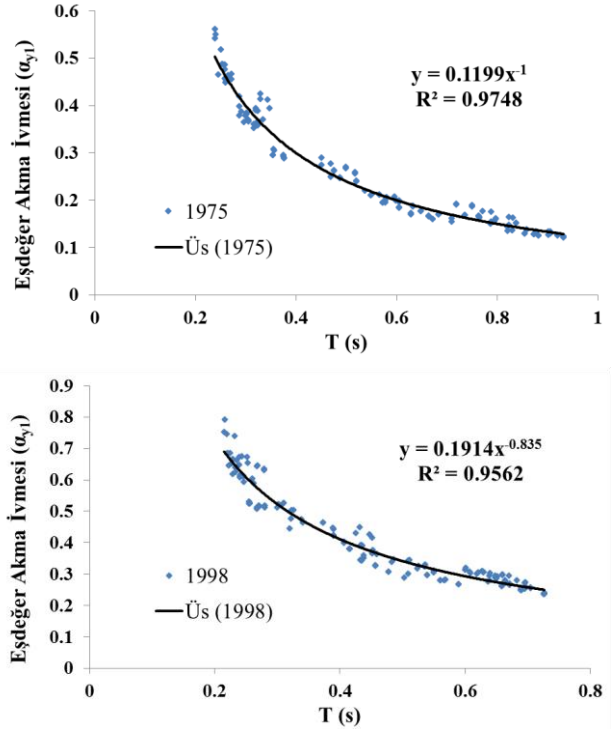 0.6
0.5
0.4
0.3
0.2
0.1
0
Eşdeğer Akma İvmesi (αy1)
y = 0.1199x⁻¹
R² = 0.9748
1975
Üs (1975)
0 0.2 0.4 0.6 0.8 1
T (s)
0.9
0.8
0.7
0.6
0.5
0.4
0.3
0.2
0.1
0
Eşdeğer Akma İvmesi (αy1)
y = 0.1914x⁻⁰·⁸³⁵
R² = 0.9562
1998
Üs (1998)
0 0.2 0.4 0.6 0.8
T (s)